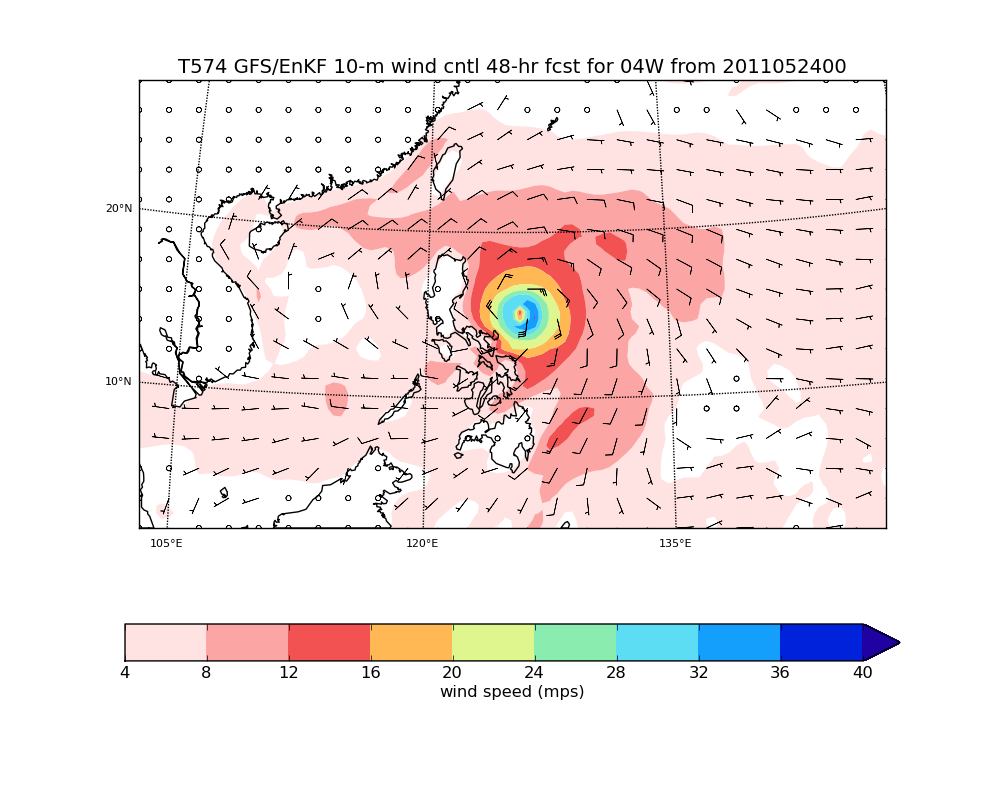 T574 GFS/EnKF 10-m wind cntl 48-hr fcst for 04W from 2011052400
20°N
10°N
105°E 120°E 135°E
4 8 12 16 20 24 28 32 36 40
wind speed (mps)